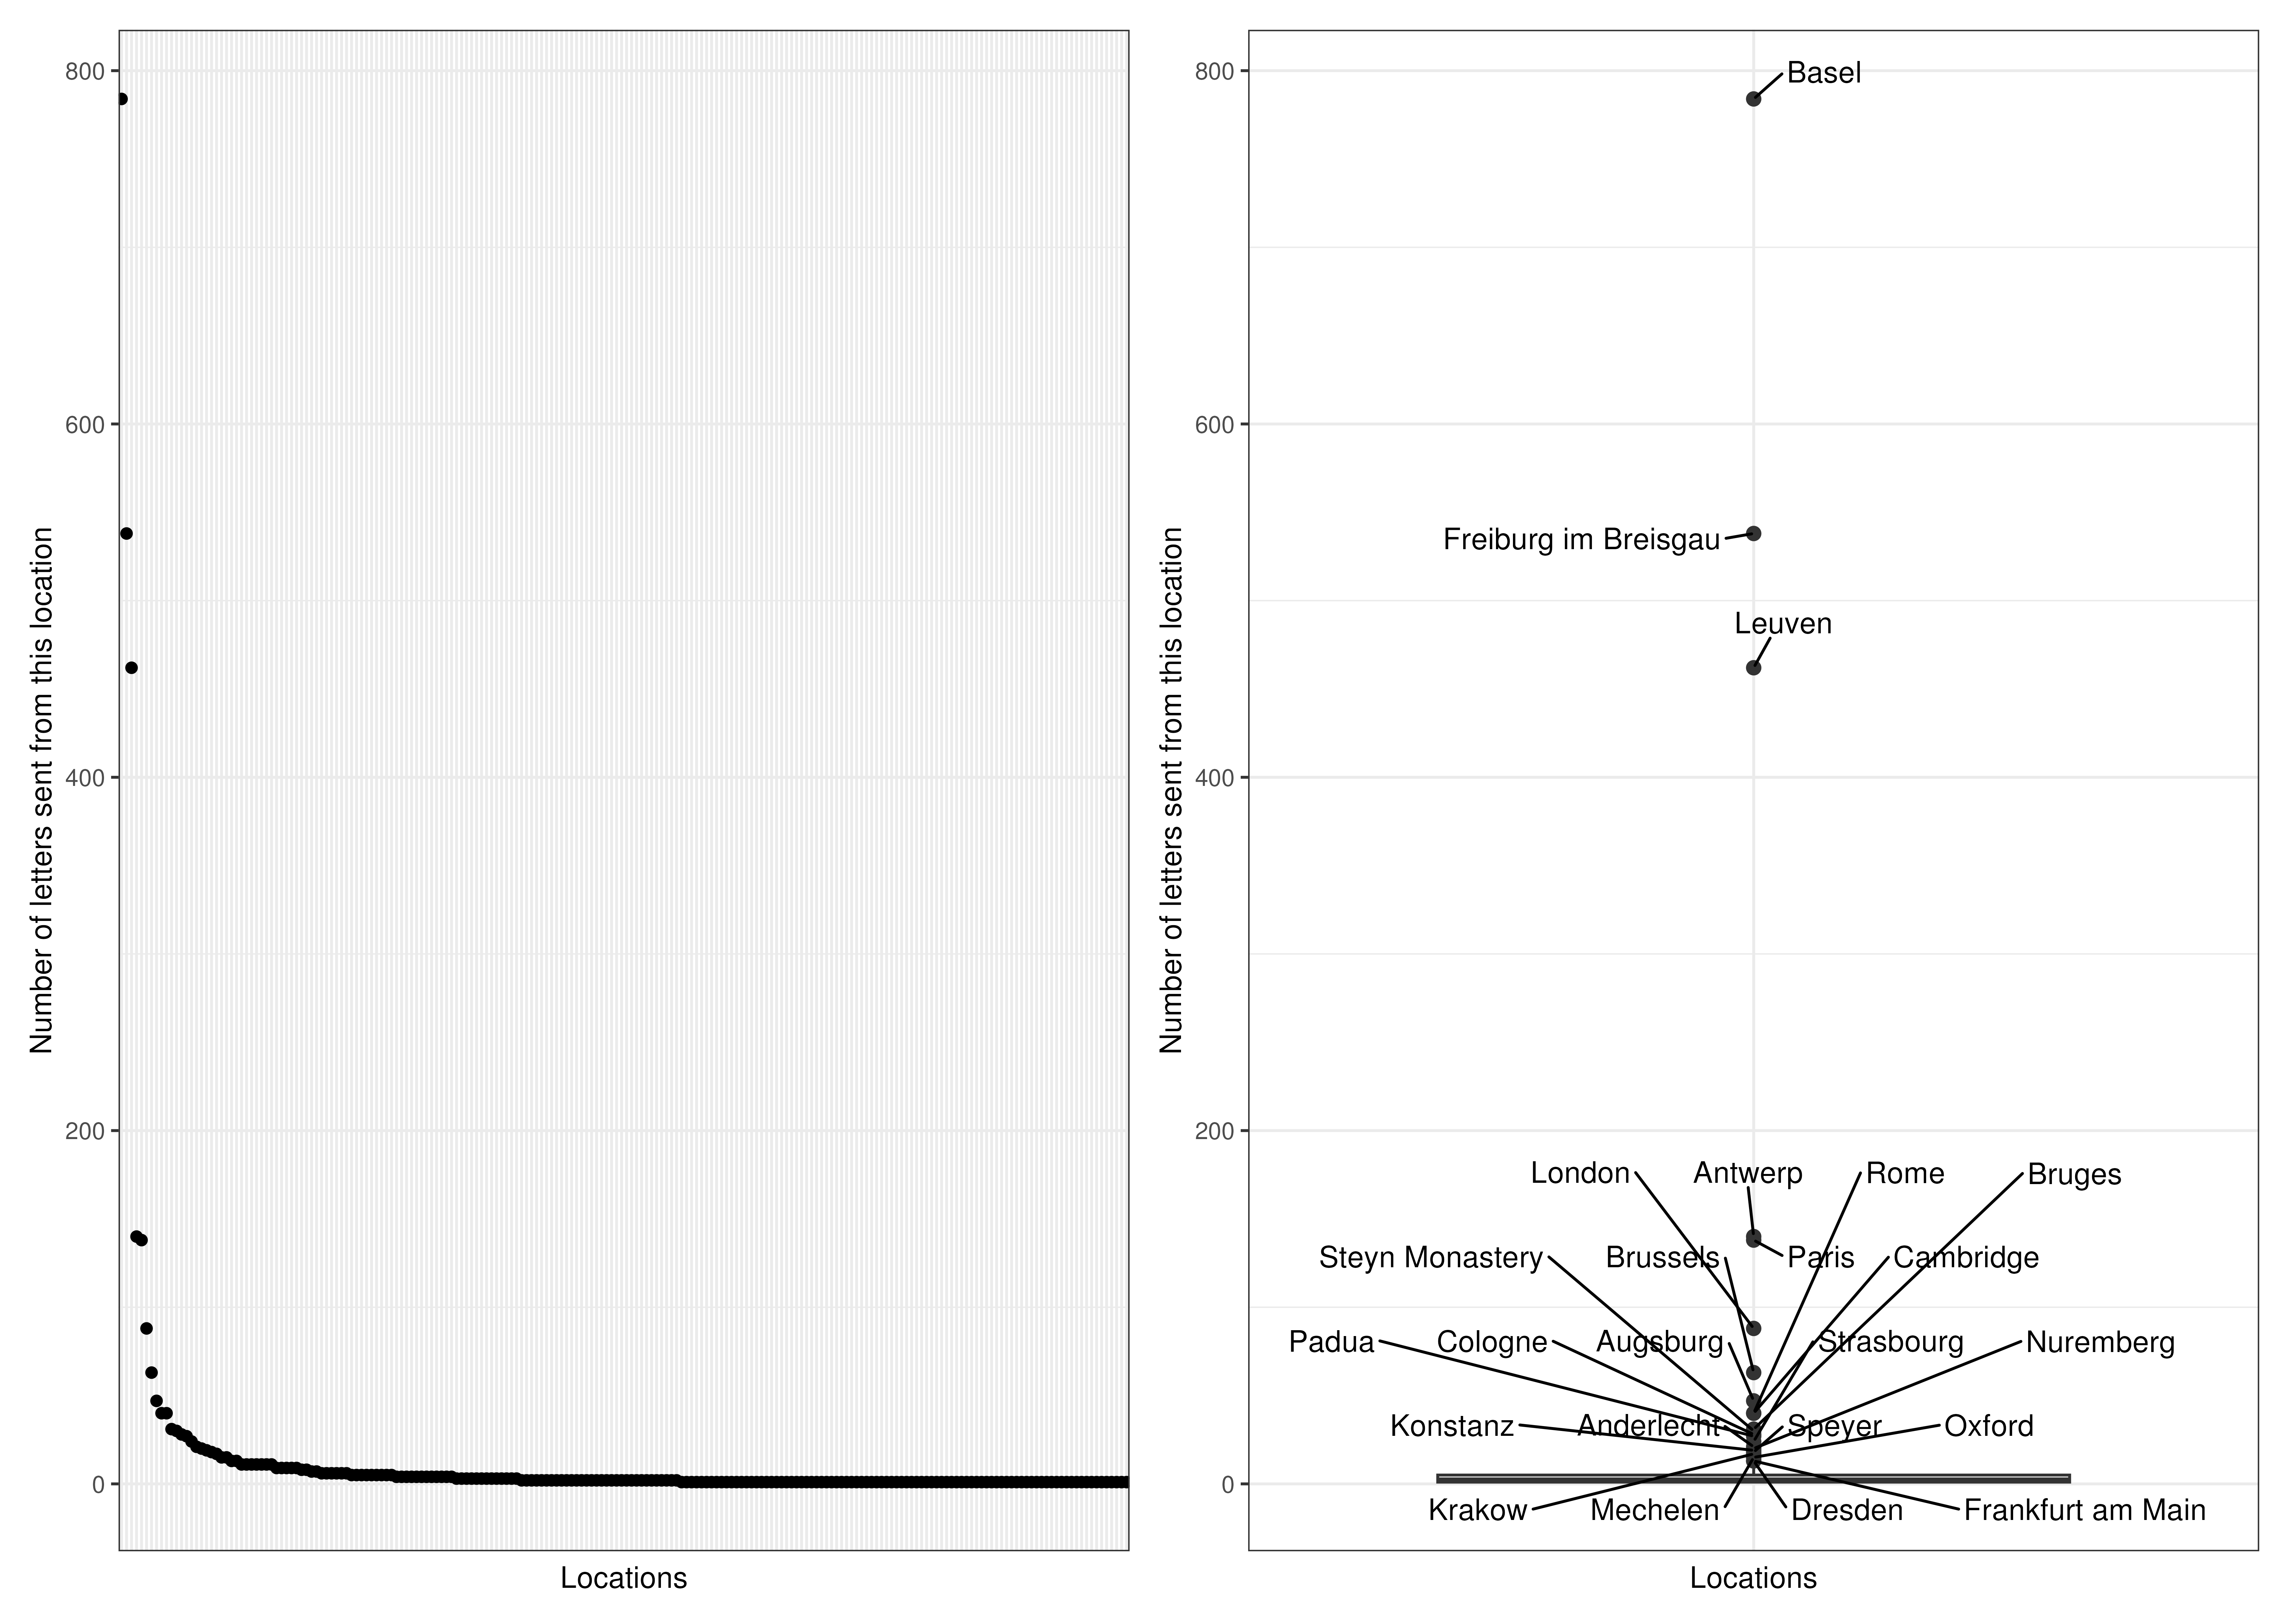 Number of letters sent from this location
800
600
400
200
0
Locations
Number of letters sent from this location
800
600
400
200
0
Basel
Freiburg im Breisgau
Leuven
London
Antwerp
Rome
Bruges
Steyn Monastery
Brussels
Paris
Cambridge
Padua
Cologne
Augsburg
Strasbourg
Nuremberg
Konstanz
Anderlecht
Speyer
Oxford
Krakow
Mechelen
Dresden
Frankfurt am Main
Locations